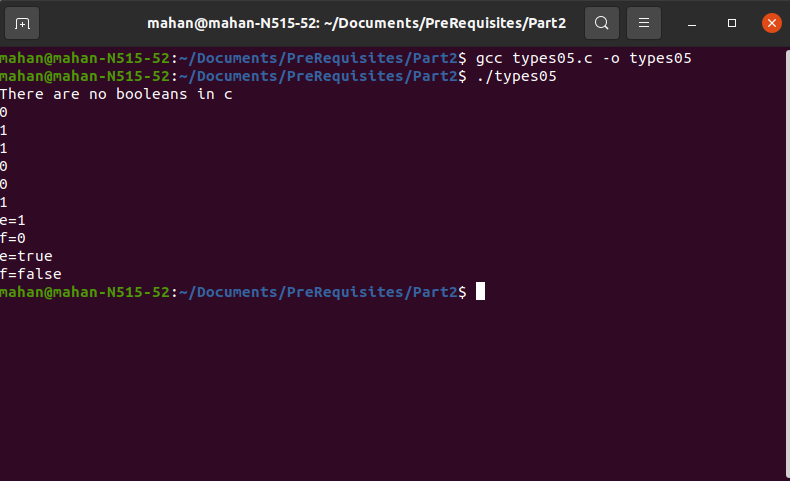 mahan@mahan-N515-52: ~/Documents/PreRequisites/Part2
mahan@mahan-N515-52:~/Documents/PreRequisites/Part2$ gcc types05.c -o types05
mahan@mahan-N515-52:~/Documents/PreRequisites/Part2$ ./types05
There are no booleans in c
0
1
1
0
0
1
e=1
f=0
e=true
f=false
mahan@mahan-N515-52:~/Documents/PreRequisites/Part2$